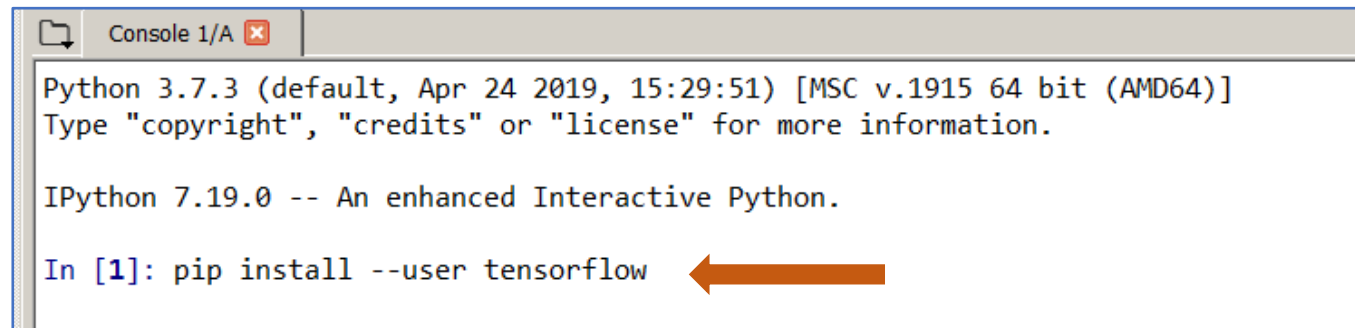 Console 1/A
Python 3.7.3 (default, Apr 24 2019, 15:29:51) [MSC v.1915 64 bit (AMD64)]
Type "copyright", "credits" or "license" for more information.
IPython 7.19.0 -- An enhanced Interactive Python.
In [1]: pip install --user tensorflow